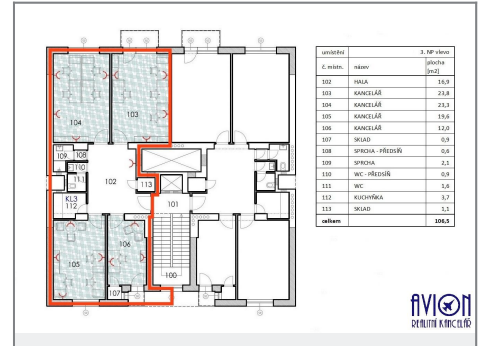 umístění 3. NP vlevo
č. místn. název plocha [m2]
102 HALA 16,9
103 KANCELÁŘ 23,8
104 KANCELÁŘ 23,3
105 KANCELÁŘ 19,6
106 KANCELÁŘ 12,0
107 SKLAD 0,9
108 SPRCHA - PŘEDSÍŇ 0,6
109 SPRCHA 2,1
110 WC - PŘEDSÍŇ 0,9
111 WC 1,6
112 KUCHYŇKA 3,7
113 SKLAD 1,1
celkem 106,5
104
103
109
108
110
111
102
113
KL3
112
101
105
106
100
107
AVION
REALITNÍ KANCELÁŘ